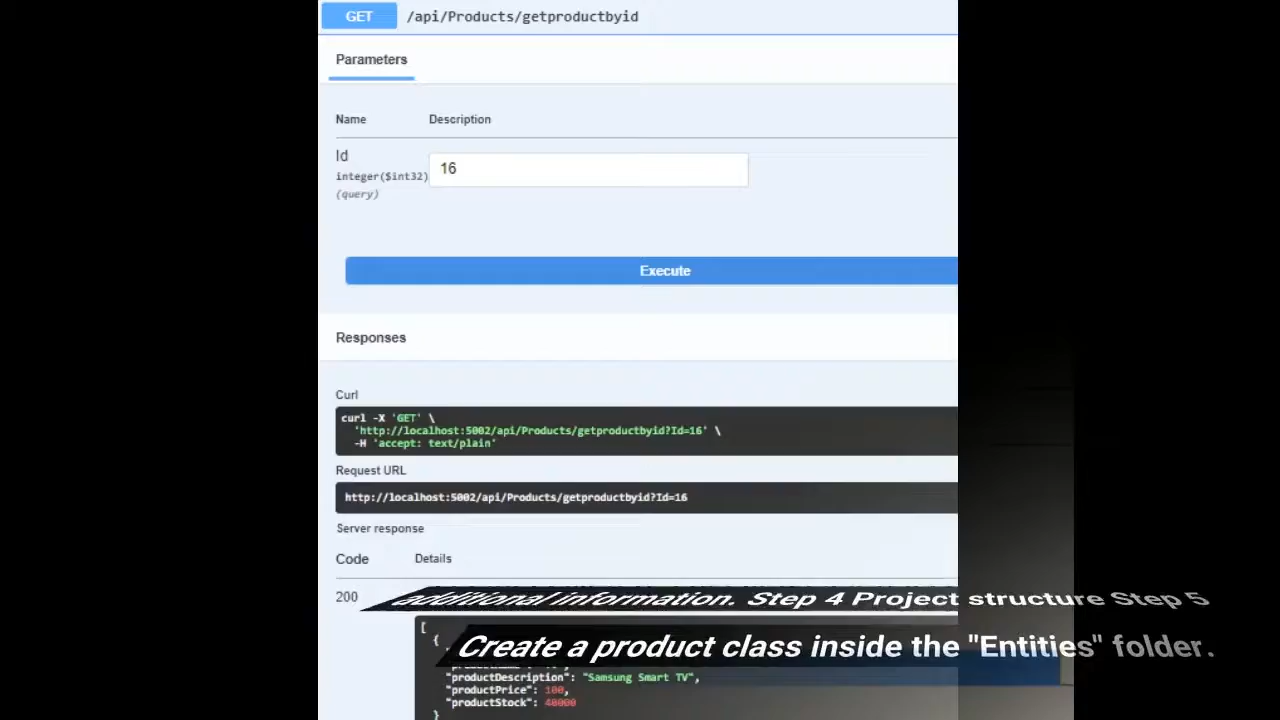 GET /api/Products/getproductbyid
Parameters
Name Description
Id
integer($int32)
(query)
16
Execute
Responses
Curl
curl -X 'GET' \
'http://localhost:5002/api/Products/getproductbyid?Id=16' \
-H 'accept: text/plain'
Request URL
http://localhost:5002/api/Products/getproductbyid?Id=16
Server response
Code Details
200
additional information. Step 4 Project structure Step 5
[
{
Create a product class inside the "Entities" folder.
"productDescription": "Samsung Smart TV",
"productPrice": 100,
"productStock": 40000
}